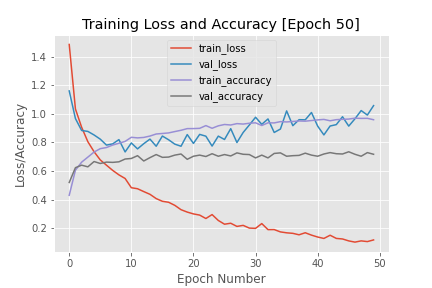 Training Loss and Accuracy [Epoch 50]
train_loss
val_loss
train_accuracy
val_accuracy
Loss/Accuracy
1.4
1.2
1.0
0.8
0.6
0.4
0.2
0
10
20
30
40
50
Epoch Number